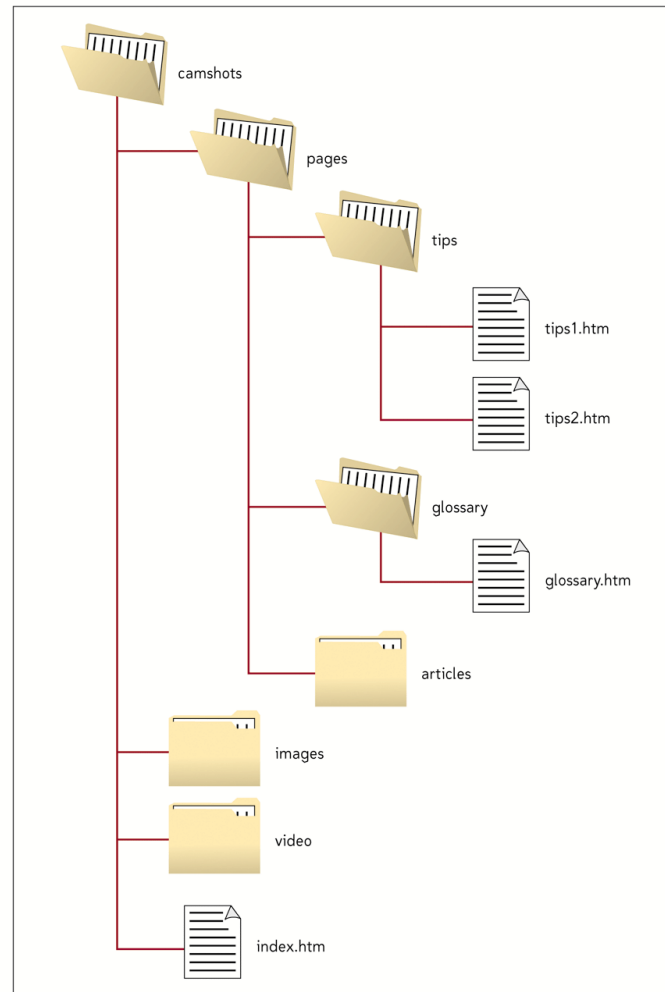 camshots
pages
tips
tips1.htm
tips2.htm
glossary
glossary.htm
articles
images
video
index.htm